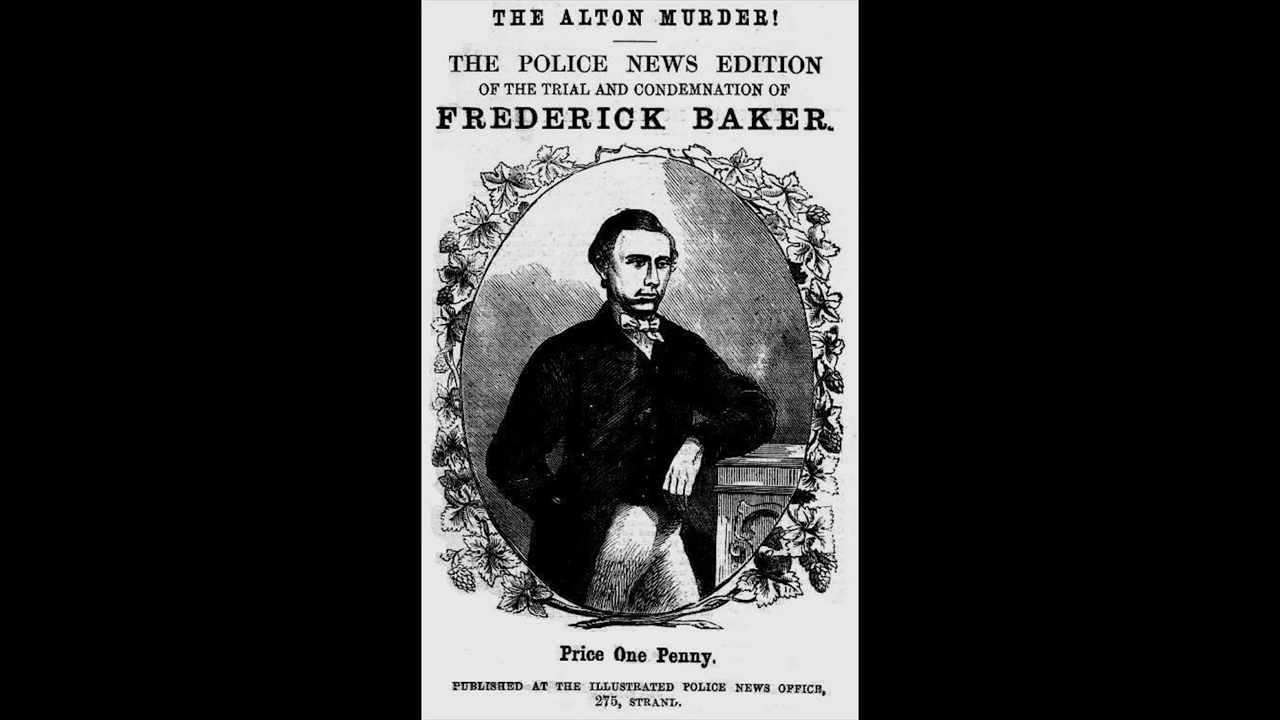 THE ALTON MURDER!
THE POLICE NEWS EDITION
OF THE TRIAL AND CONDEMNATION OF
FREDERICK BAKER.
Price One Penny.
PUBLISHED AT THE ILLUSTRATED POLICE NEWS OFFICE,
275, STRAND.